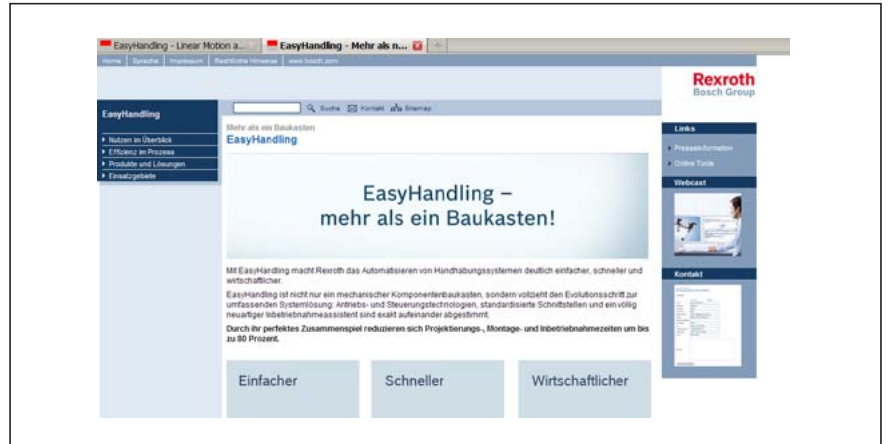 EasyHandling - Linear Motion a...
EasyHandling - Mehr als n...
Home Sprache Impressum Rechtliche Hinweise www.bosch.com
Rexroth
Bosch Group
Suche Kontakt Sitemap
EasyHandling
Nutzen im Überblick
Effizienz im Prozess
Produkte und Lösungen
Einsatzgebiete
Mehr als ein Baukasten
EasyHandling
EasyHandling –
mehr als ein Baukasten!
Mit EasyHandling macht Rexroth das Automatisieren von Handhabungssystemen deutlich einfacher, schneller und
wirtschaftlicher.
EasyHandling ist nicht nur ein mechanischer Komponentenbaukasten, sondern vollzieht den Evolutionsschritt zur
umfassenden Systemlösung: Antriebs- und Steuerungstechnologien, standardisierte Schnittstellen und ein völlig
neuartiger Inbetriebnahmeassistent sind exakt aufeinander abgestimmt.
Durch ihr perfektes Zusammenspiel reduzieren sich Projektierungs-, Montage- und Inbetriebnahmezeiten um bis
zu 80 Prozent.
Einfacher
Schneller
Wirtschaftlicher
Links
Presseinformation
Online Tools
Webcast
Kontakt